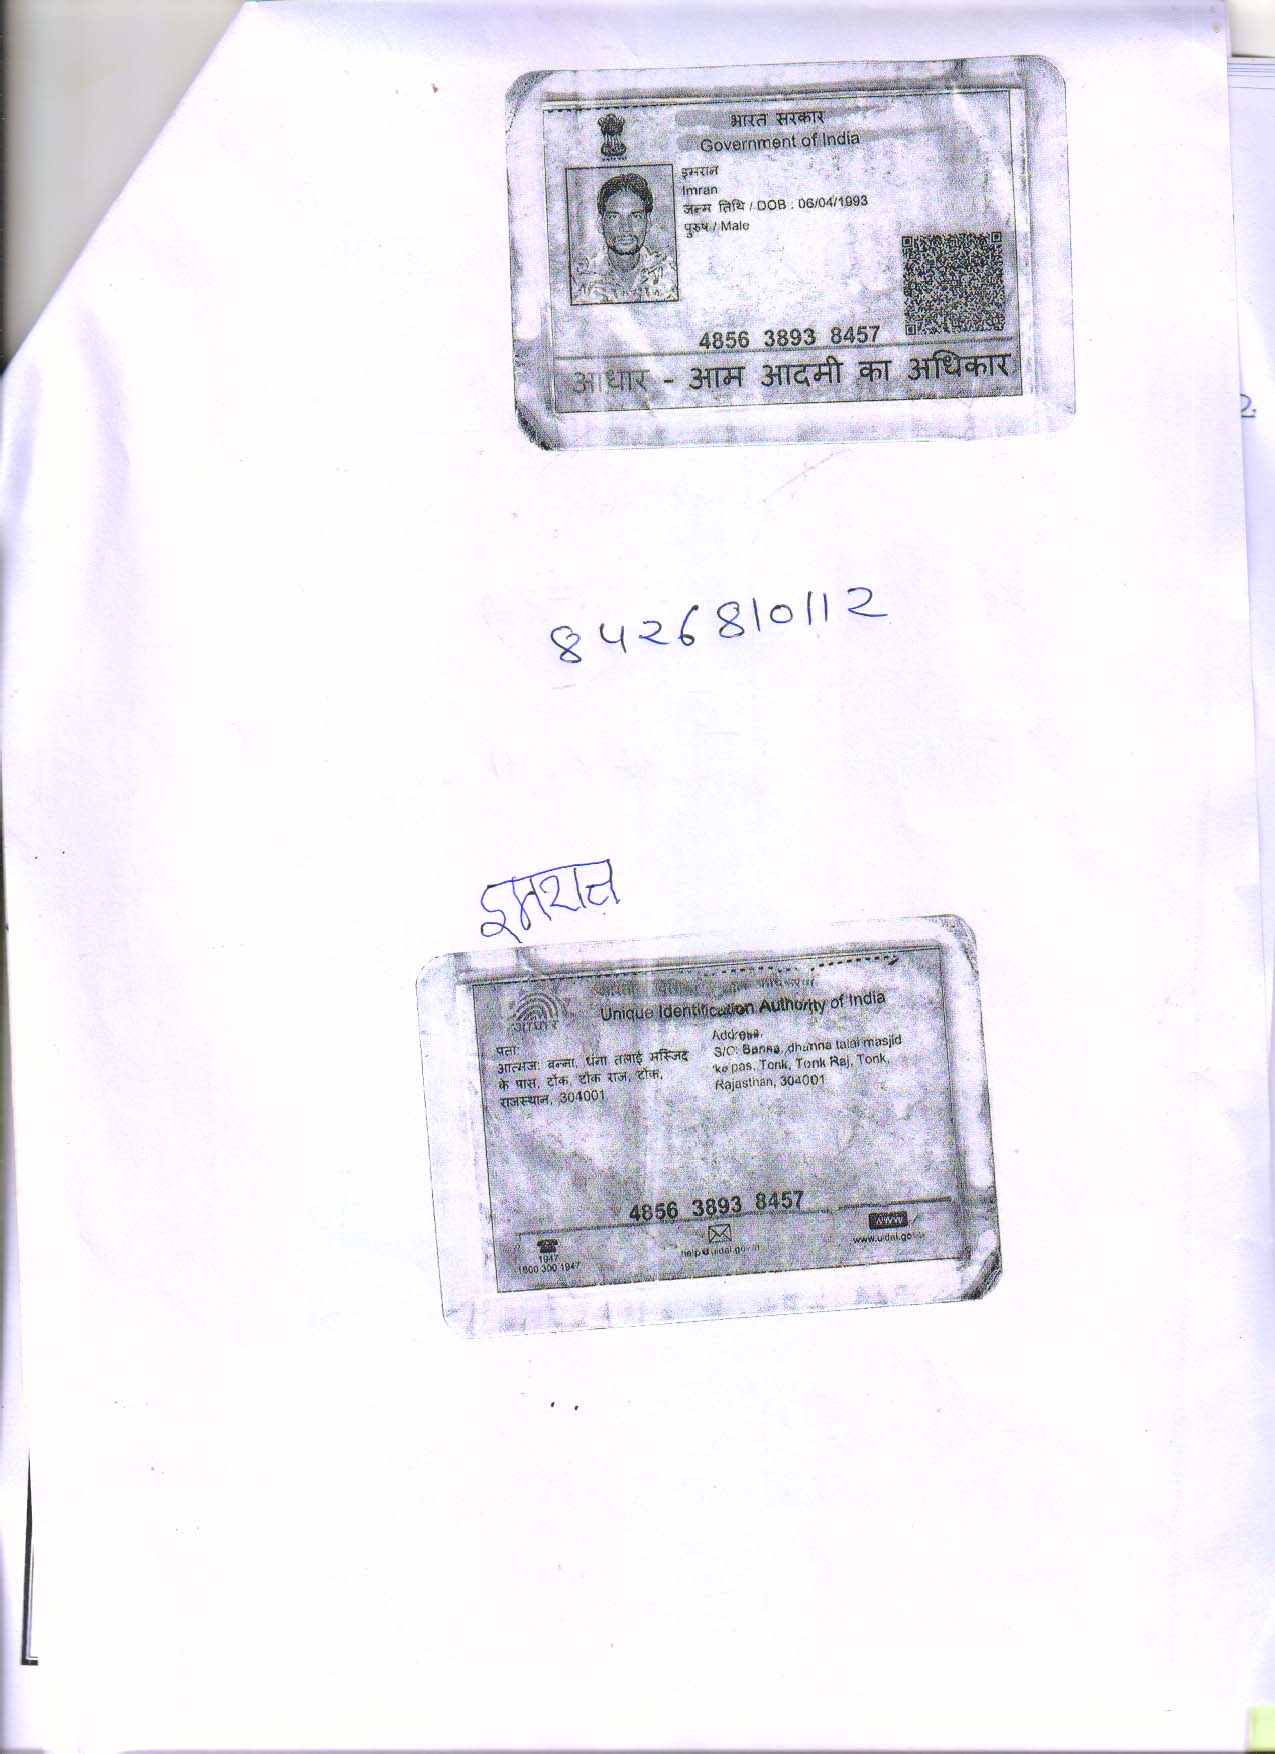 भारत सरकार
Government of India
इमरान
Imran
जन्म तिथि / DOB : 06/04/1993
पुरुष / Male
4856 3893 8457
आधार - आम आदमी का अधिकार
8426810112
इमरान
Unique Identification Authority of India
आधार
पता:
आत्मज: बन्ना, धंना तलाई मस्जिद
के पास, टोंक, टोंक राज, टोंक,
राजस्थान, 304001
Address:
S/O: Banna, dhunna talai masjid
ke pas, Tonk, Tonk Raj, Tonk,
Rajasthan, 304001
4856 3893 8457
1947
1800 300 1947
help@uidai.gov.in
www
www.uidai.gov.in
2.